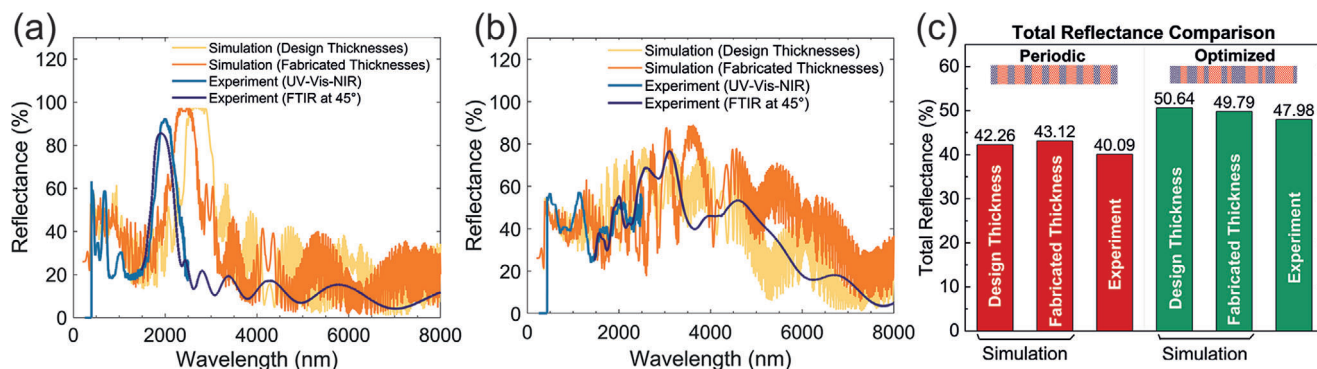 (a)
130
120
100
80
60
40
20
0
Reflectance (%)
Simulation (Design Thicknesses)
Simulation (Fabricated Thicknesses)
Experiment (UV-Vis-NIR)
Experiment (FTIR at 45°)
0 2000 4000 6000 8000
Wavelength (nm)
(b)
120
100
80
60
40
20
0
Reflectance (%)
Simulation (Design Thicknesses)
Simulation (Fabricated Thicknesses)
Experiment (UV-Vis-NIR)
Experiment (FTIR at 45°)
0 2000 4000 6000 8000
Wavelength (nm)
(c)
Total Reflectance Comparison
Periodic Optimized
60
50
40
30
20
10
0
Total Reflectance (%)
42.26 43.12 40.09 50.64 49.79 47.98
Design Thickness
Fabricated Thickness
Experiment
Design Thickness
Fabricated Thickness
Experiment
Simulation Simulation